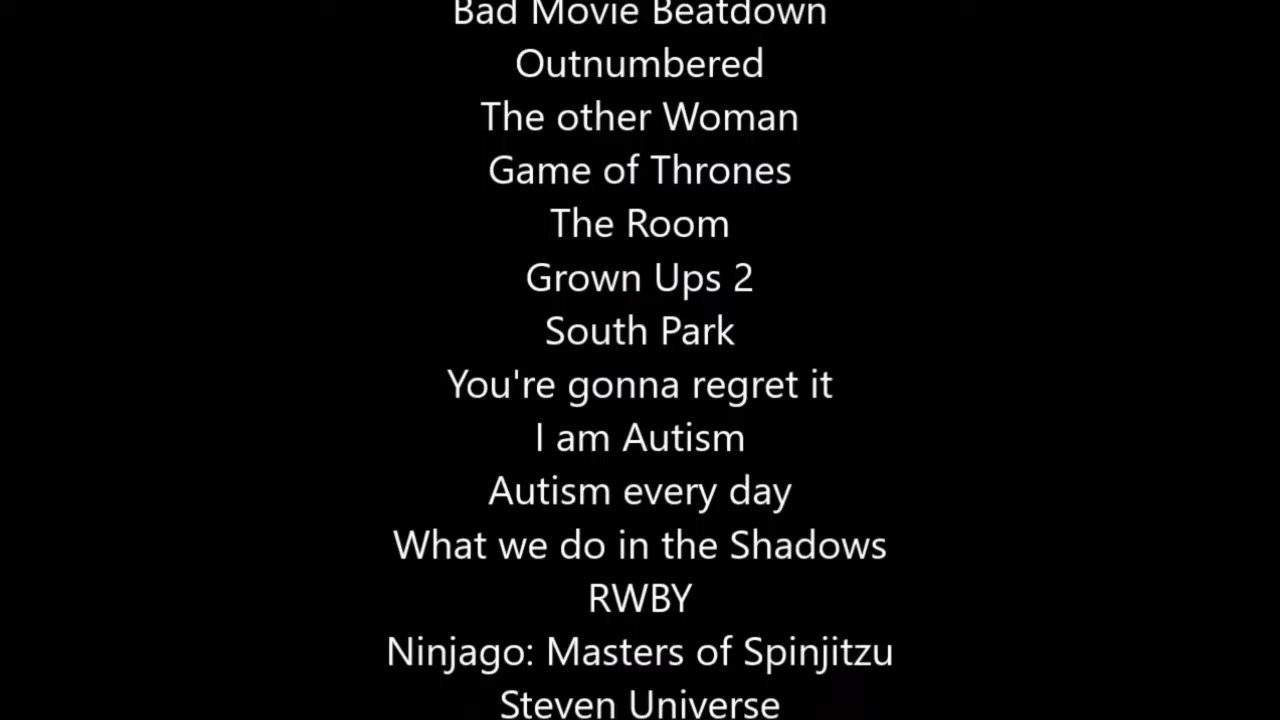 Bad Movie Beatdown
Outnumbered
The other Woman
Game of Thrones
The Room
Grown Ups 2
South Park
You're gonna regret it
I am Autism
Autism every day
What we do in the Shadows
RWBY
Ninjago: Masters of Spinjitzu
Steven Universe